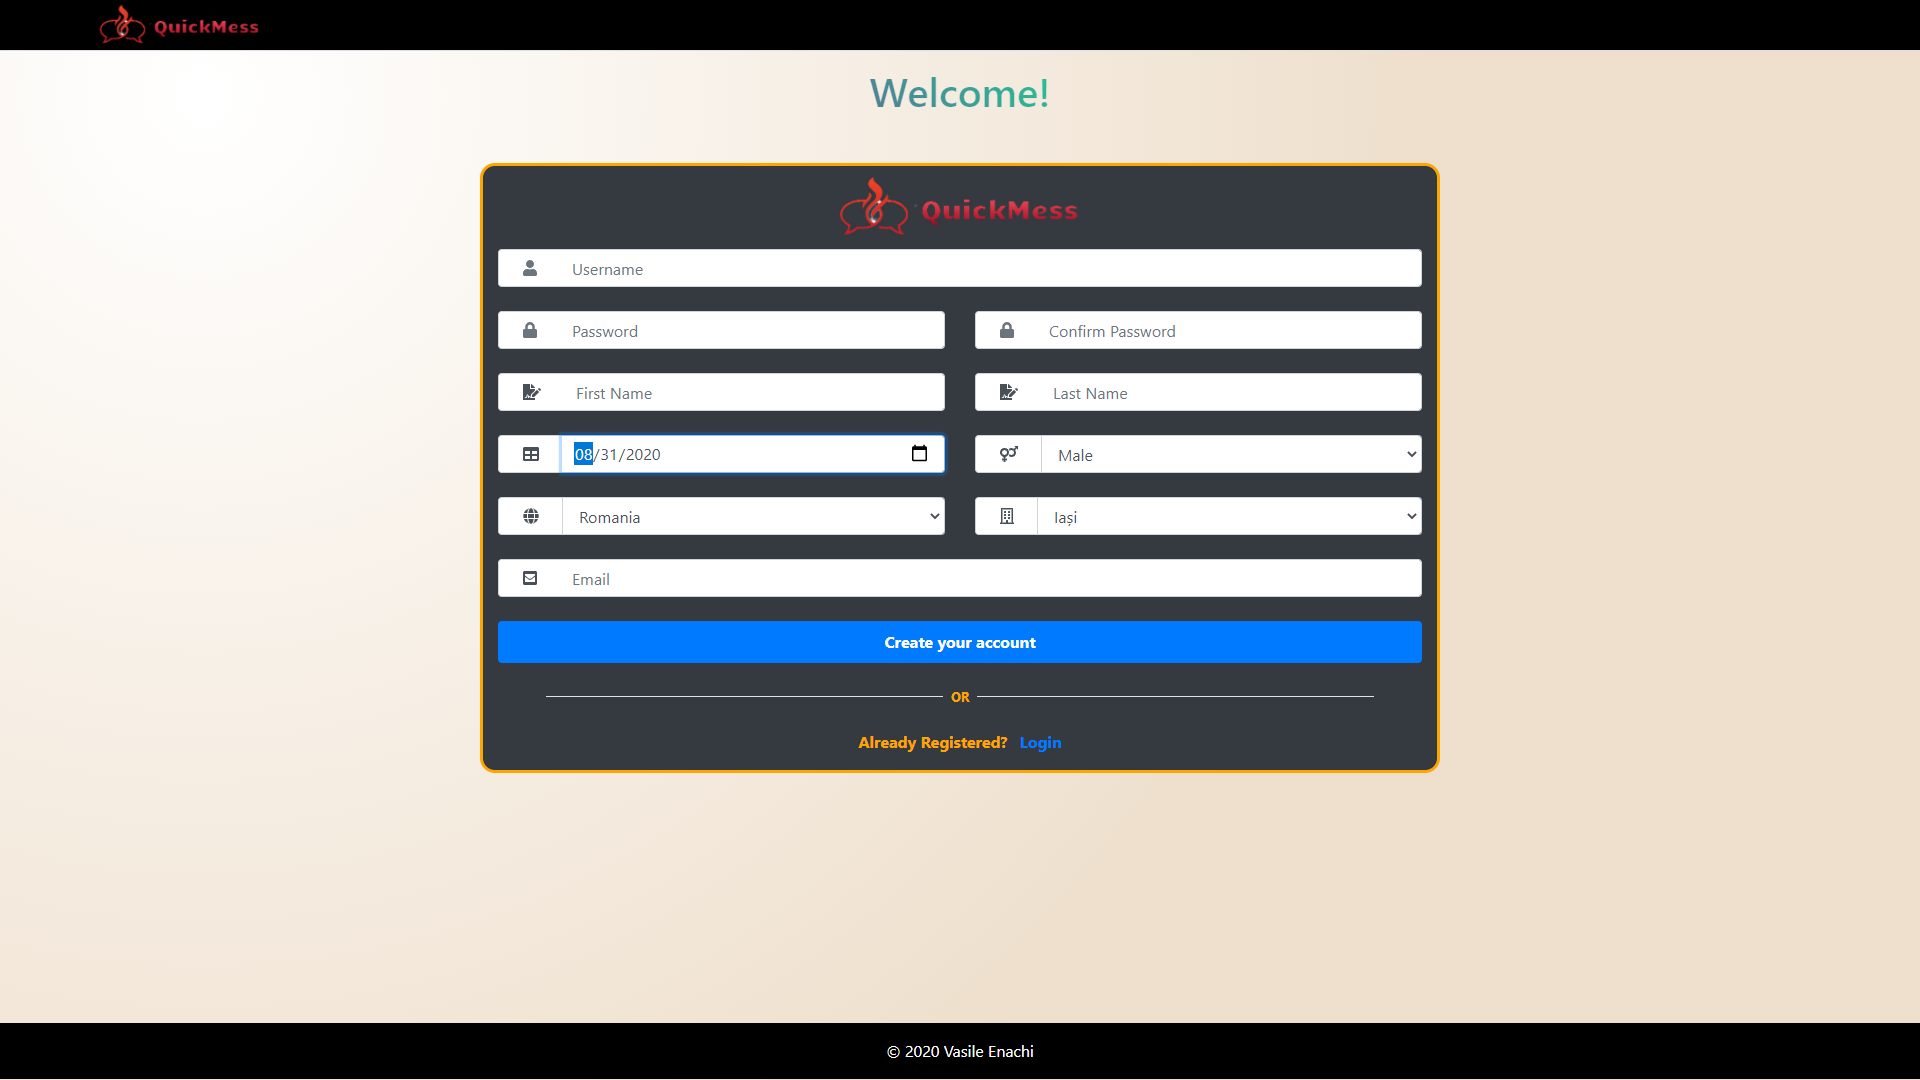 QuickMess
Welcome!
QuickMess
Username
Password
Confirm Password
First Name
Last Name
08/31/2020
Male
Romania
Iași
Email
Create your account
OR
Already Registered? Login
© 2020 Vasile Enachi